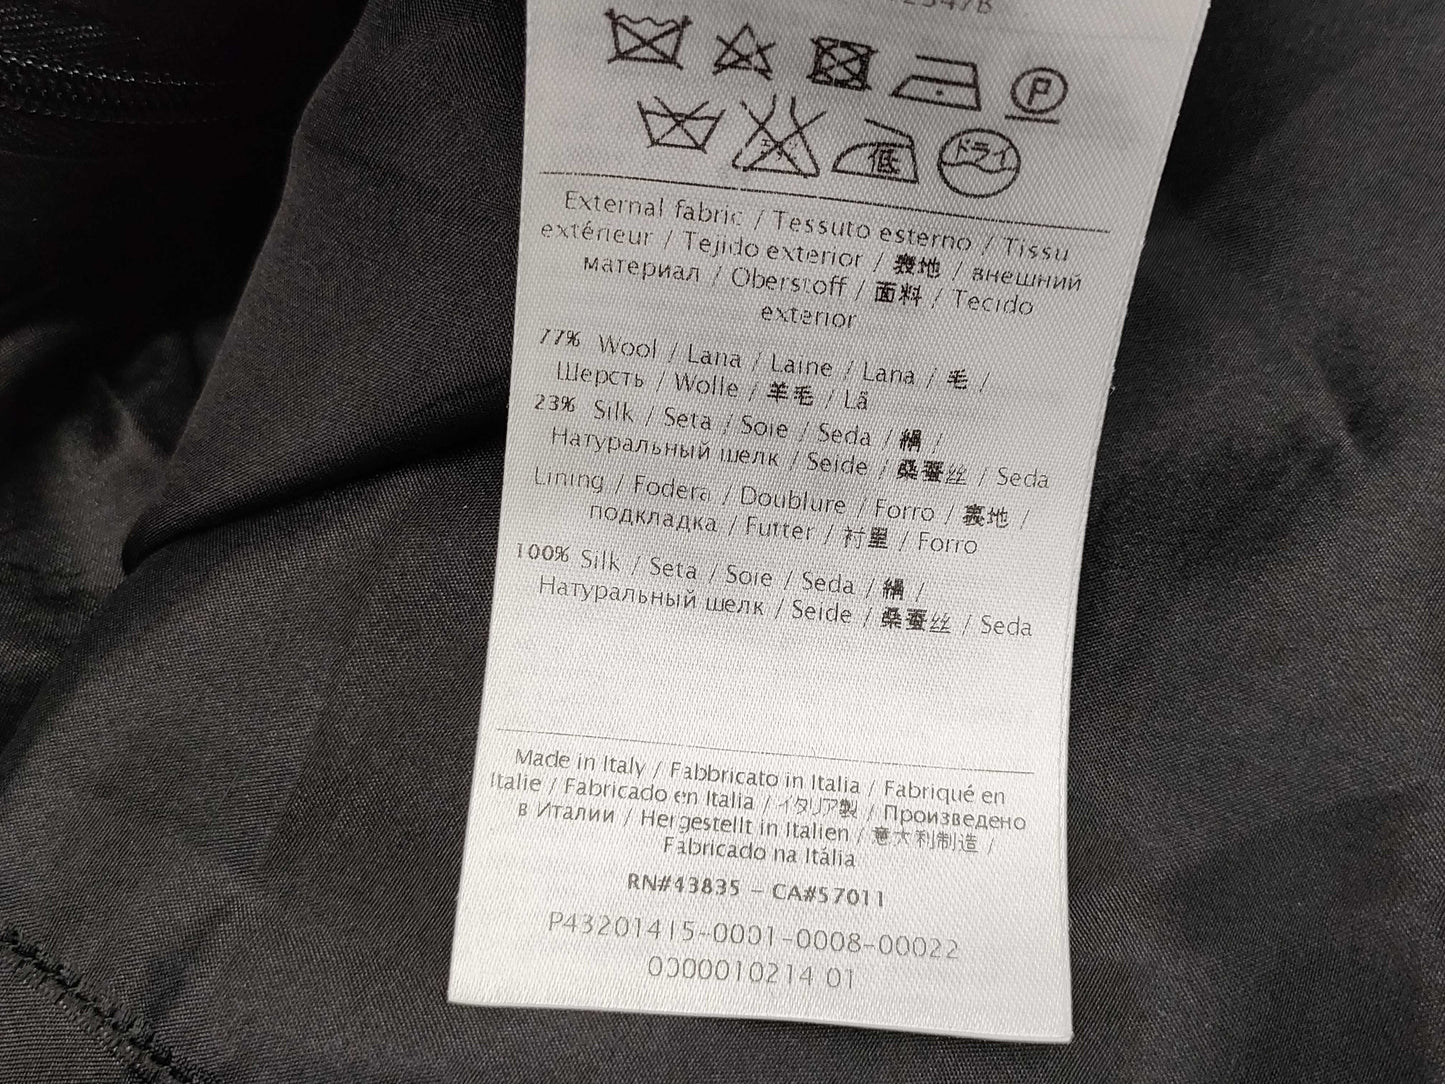 P
低
ドライ
External fabric / Tessuto esterno / Tissu
extérieur / Tejido exterior / 表地 / внешний
материал / Oberstoff / 面料 / Tecido
exterior
77% Wool / Lana / Laine / Lana / 毛 /
Шерсть / Wolle / 羊毛 / Lã
23% Silk / Seta / Soie / Seda / 絹 /
Натуральный шелк / Seide / 桑蚕丝 / Seda
Lining / Fodera / Doublure / Forro / 裏地 /
подкладка / Futter / 衬里 / Forro
100% Silk / Seta / Soie / Seda / 絹 /
Натуральный шелк / Seide / 桑蚕丝 / Seda
Made in Italy / Fabbricato in Italia / Fabriqué en
Italie / Fabricado en Italia / イタリア製 / Произведено
в Италии / Hergestellt in Italien / 意大利制造 /
Fabricado na Itália
RN#43835 – CA#57011
P43201415-0001-0008-00022
0000010214 01